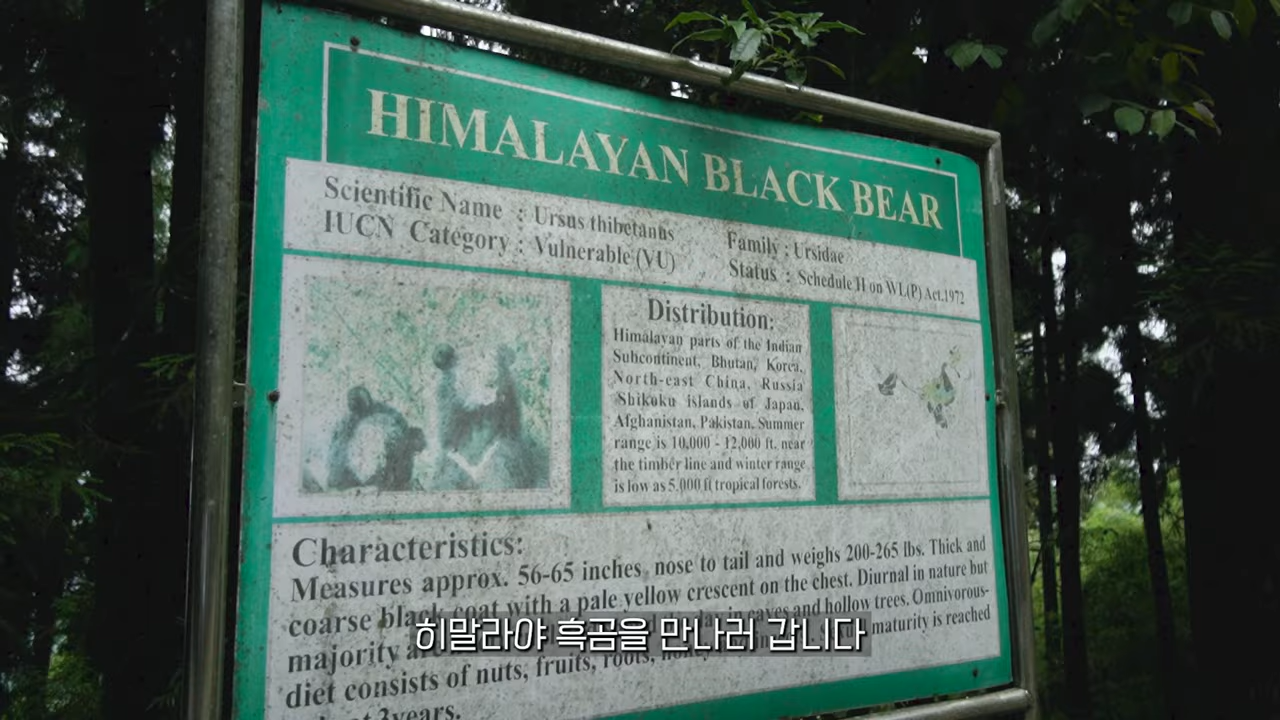 HIMALAYAN BLACK BEAR
Scientific Name : Ursus thibetanus
Family : Ursidae
IUCN Category : Vulnerable (VU)
Status : Schedule II on WL(P) Act.1972
Distribution:
Himalayan parts of the Indian
Subcontinent, Bhutan, Korea,
North-east China, Russia
Shikoku islands of Japan,
Afghanistan, Pakistan. Summer
range is 10,000 - 12,000 ft. near
the timber line and winter range
is low as 5,000 ft tropical forests.
Characteristics:
Measures approx. 56-65 inches nose to tail and weighs 200-265 lbs. Thick and
coarse black coat with a pale yellow crescent on the chest. Diurnal in nature but
majority in caves and hollow trees. Omnivorous-
diet consists of nuts, fruits, roots, maturity is reached
3years.
히말라야 흑곰을 만나러 갑니다